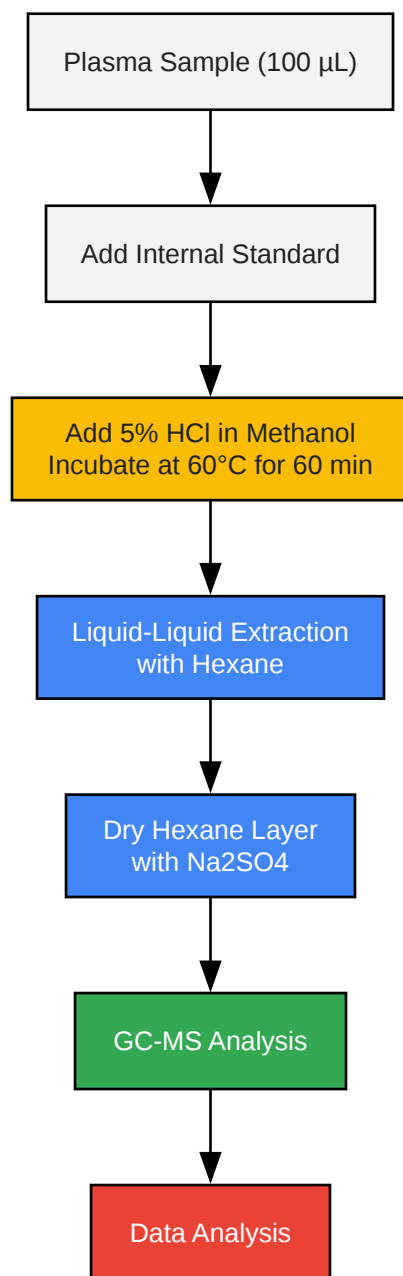 Plasma Sample (100 µL)
Add Internal Standard
Add 5% HCl in Methanol
Incubate at 60°C for 60 min
Liquid-Liquid Extraction
with Hexane
Dry Hexane Layer
with Na2SO4
GC-MS Analysis
Data Analysis